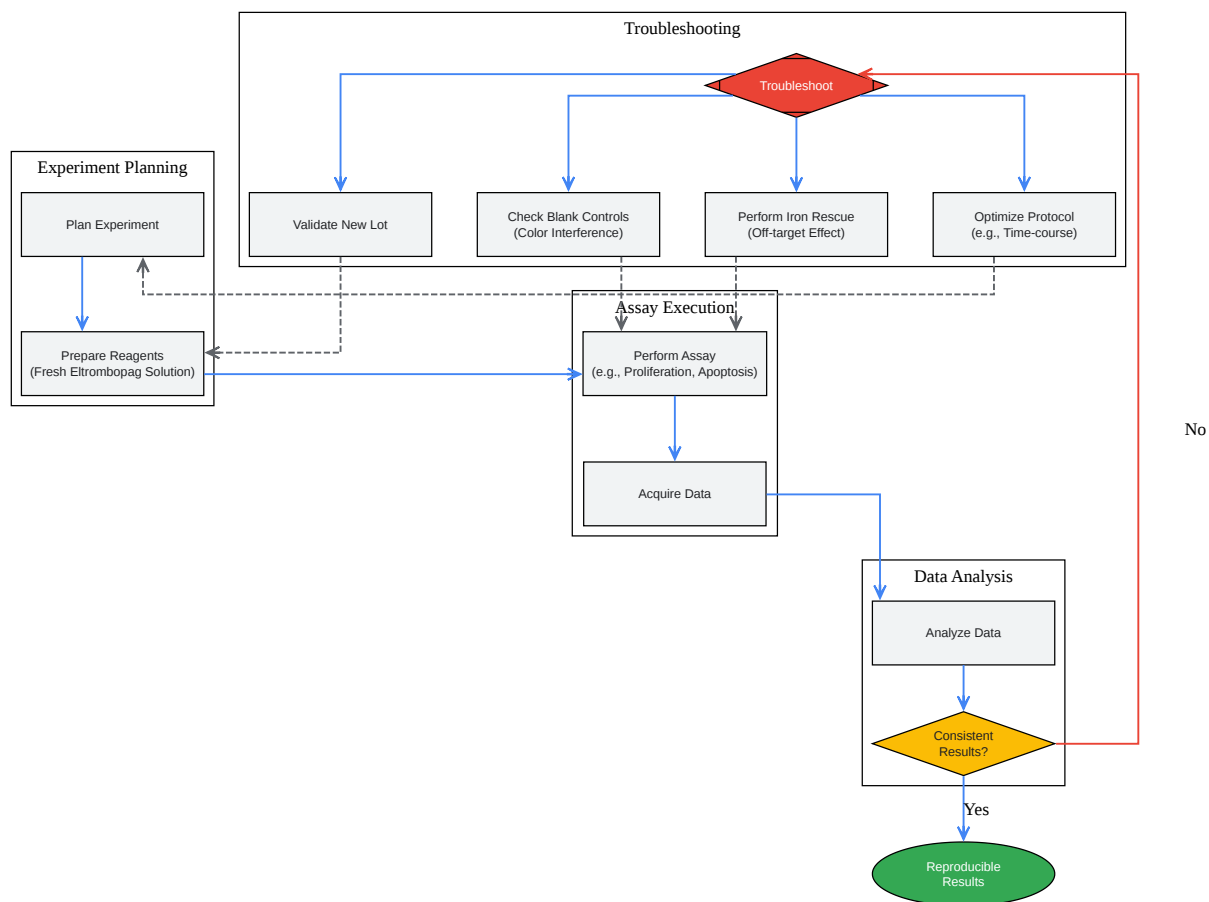 Troubleshooting
Troubleshoot
Experiment Planning
Plan Experiment
Validate New Lot
Check Blank Controls
(Color Interference)
Perform Iron Rescue
(Off-target Effect)
Optimize Protocol
(e.g., Time-course)
Assay Execution
Prepare Reagents
(Fresh Eltrombopag Solution)
Perform Assay
(e.g., Proliferation, Apoptosis)
No
Acquire Data
Data Analysis
Analyze Data
Consistent
Results?
Yes
Reproducible
Results